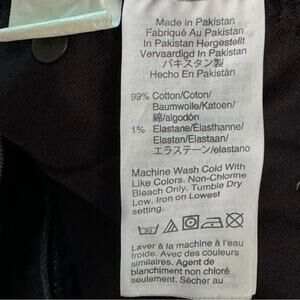 Made in Pakistan
Fabriqué Au Pakistan
In Pakistan Hergestellt
Vervaardigd In Pakistan
パキスタン製
Hecho En Pakistán
99% Cotton/Coton/
Baumwolle/Katoen/
綿/algodón
1% Elastane/Élasthanne/
Elastan/Elastaan/
エラステーン/elastano
Machine Wash Cold With
Like Colors. Non-Chlorine
Bleach Only. Tumble Dry
Low. Iron on Lowest
setting.
Laver à la machine à l'eau
froide. Avec des couleurs
similaires. Agent de
blanchiment non chloré
seulement. Séchage au